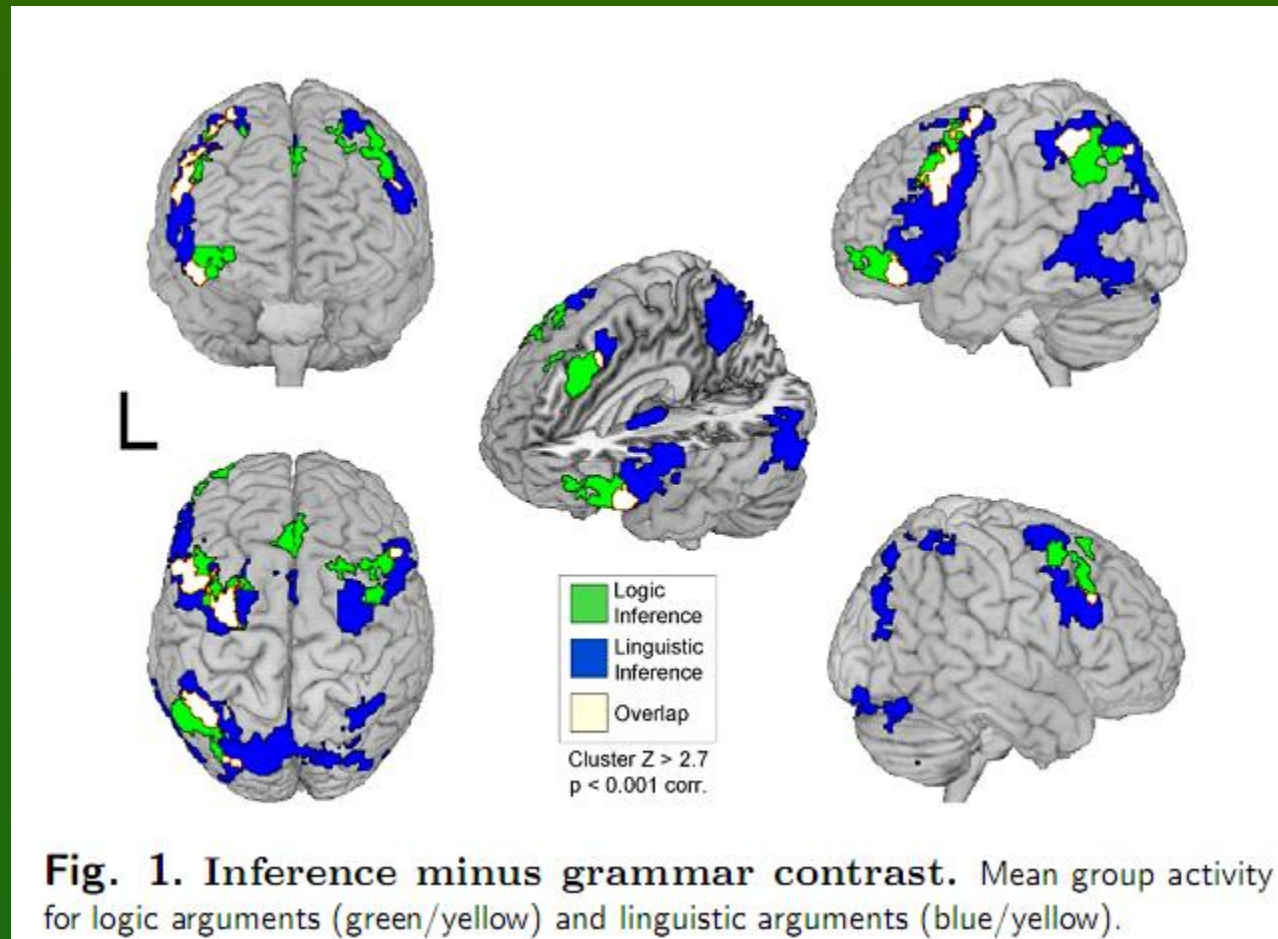 L
Logic
Inference
Linguistic
Inference
Overlap
Cluster Z > 2.7
p < 0.001 corr.
Fig. 1. Inference minus grammar contrast. Mean group activity
for logic arguments (green/yellow) and linguistic arguments (blue/yellow).